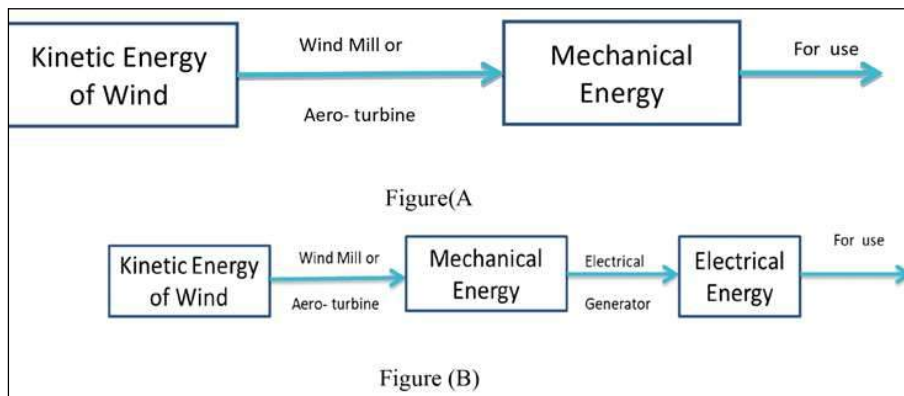 Kinetic Energy
of Wind
Wind Mill or
Aero- turbine
Mechanical
Energy
For use
Figure(A
Kinetic Energy
of Wind
Wind Mill or
Aero- turbine
Mechanical
Energy
Electrical
Generator
Electrical
Energy
For use
Figure (B)